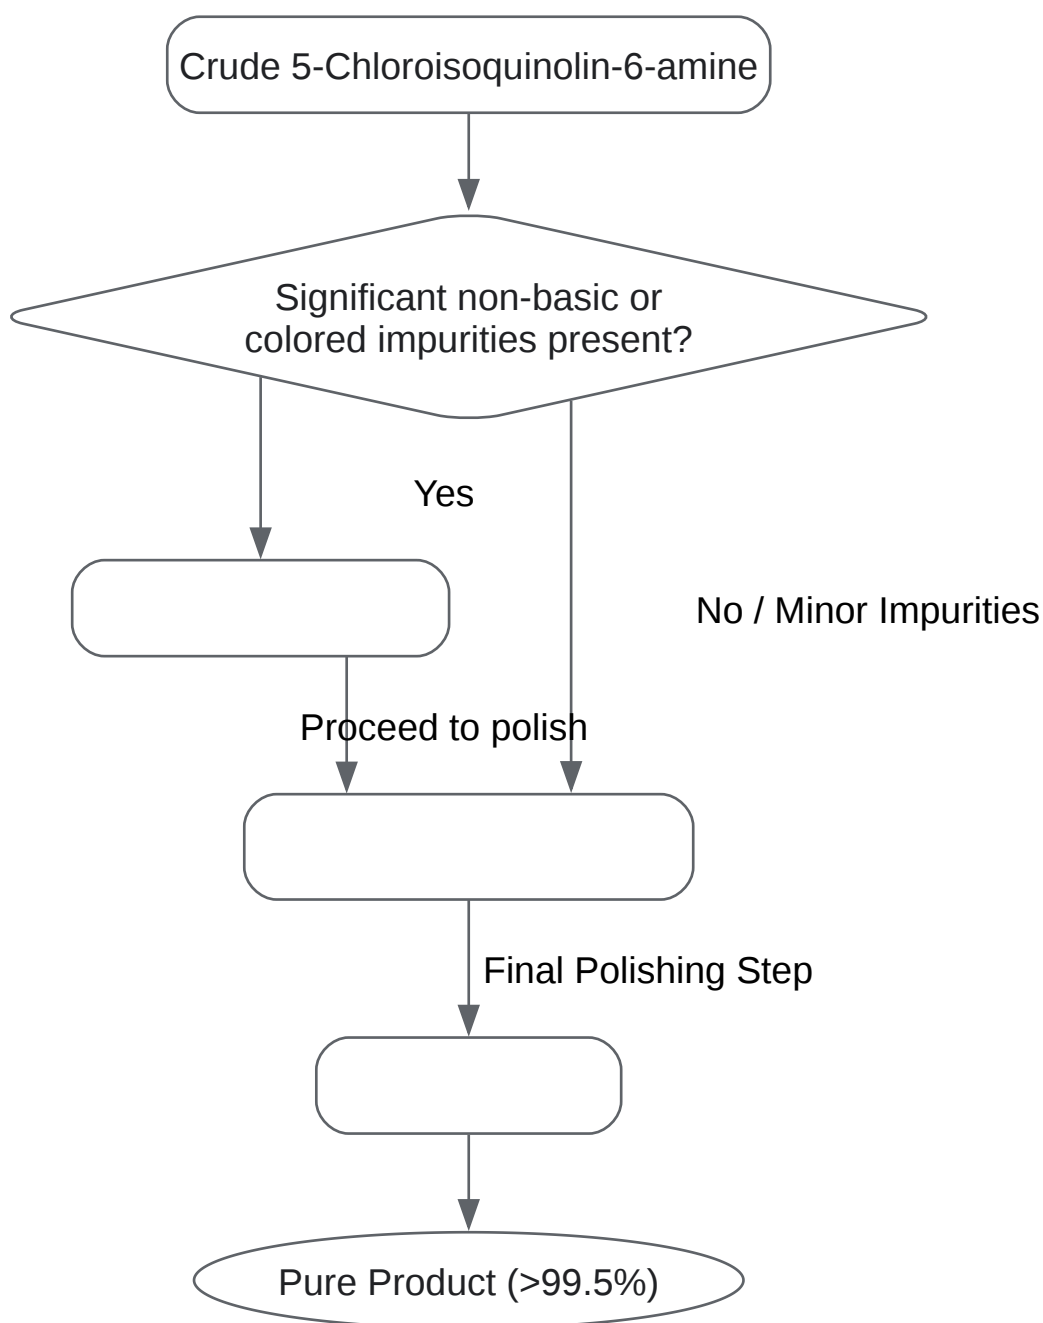 Crude 5-Chloroisoquinolin-6-amine
Significant non-basic or
colored impurities present?
Yes
No / Minor Impurities
Proceed to polish
Final Polishing Step
Pure Product (>99.5%)